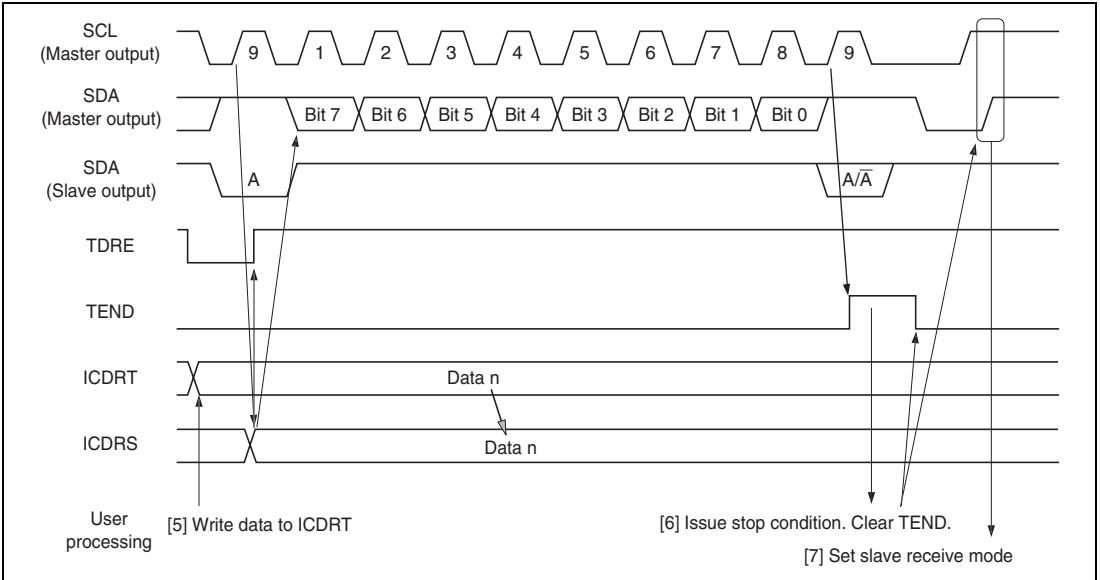 SCL
(Master output)
9 1 2 3 4 5 6 7 8 9
SDA
(Master output)
Bit 7 Bit 6 Bit 5 Bit 4 Bit 3 Bit 2 Bit 1 Bit 0
SDA
(Slave output)
A A/A̅
TDRE
TEND
ICDRT
Data n
ICDRS
Data n
User
processing
[5] Write data to ICDRT
[6] Issue stop condition. Clear TEND.
[7] Set slave receive mode